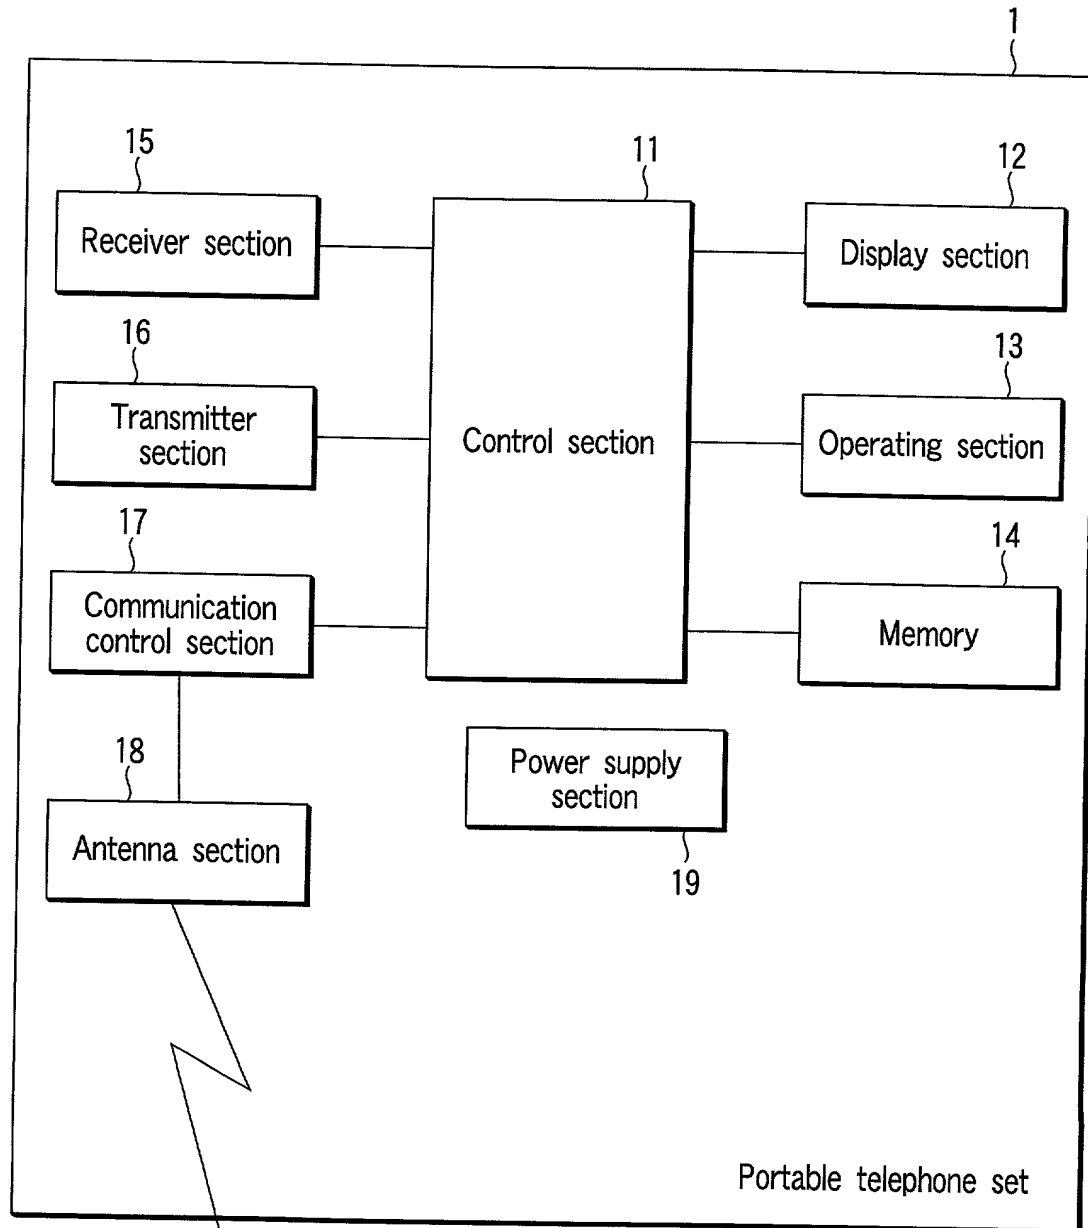 1
15
11
12
Receiver section
Display section
16
13
Transmitter
section
Control section
Operating section
17
14
Communication
control section
Memory
18
Power supply
section
Antenna section
19
Portable telephone set